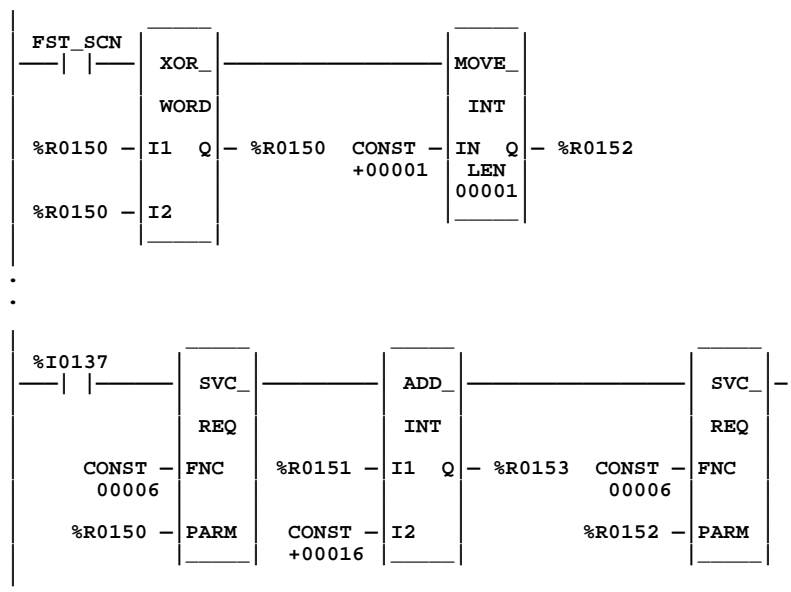 FST_SCN
XOR_ MOVE_
WORD INT
%R0150 I1 Q %R0150 CONST IN Q %R0152
+00001 LEN
00001
%R0150 I2
.
.
%I0137
SVC_ ADD_ SVC_
REQ INT REQ
CONST FNC %R0151 I1 Q %R0153 CONST FNC
00006 00006
%R0150 PARM CONST I2 %R0152 PARM
+00016